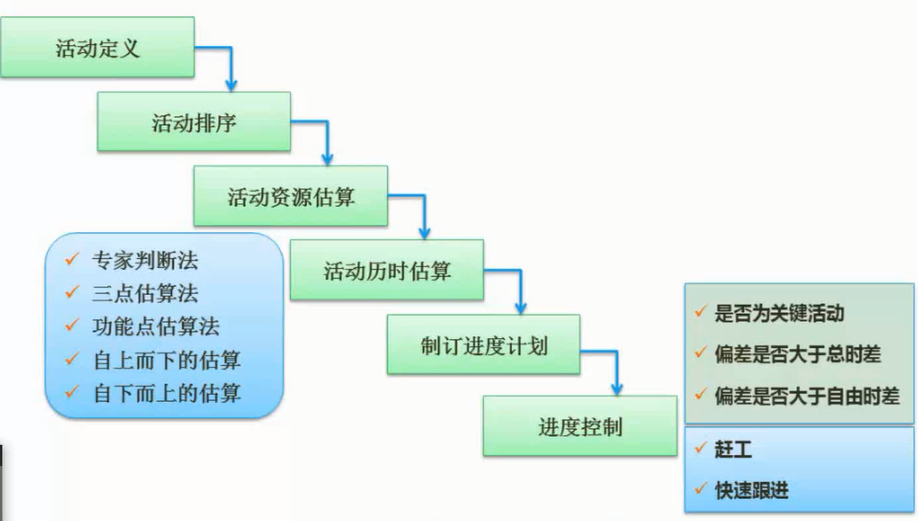 活动定义
活动排序
活动资源估算
活动历时估算
制订进度计划
进度控制
专家判断法
三点估算法
功能点估算法
自上而下的估算
自下而上的估算
是否为关键活动
偏差是否大于总时差
偏差是否大于自由时差
赶工
快速跟进